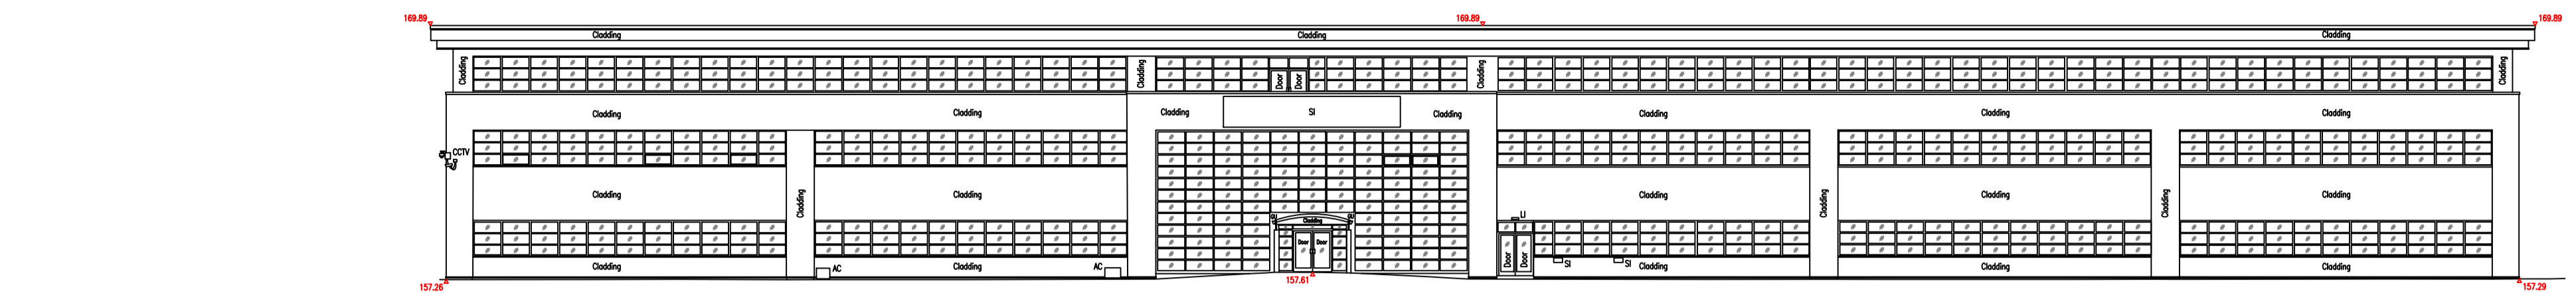 169.89 169.89 169.89
Cladding Cladding Cladding
Cladding Cladding Door Door Cladding Cladding
Cladding Cladding Cladding SI Cladding Cladding Cladding Cladding
CCTV
Cladding Cladding Cladding Cladding Cladding
Cladding Cladding Cladding
LI
Cladding
Door Door
Door Door
AC AC SI SI
Cladding Cladding Cladding Cladding Cladding
157.26 157.61 157.29